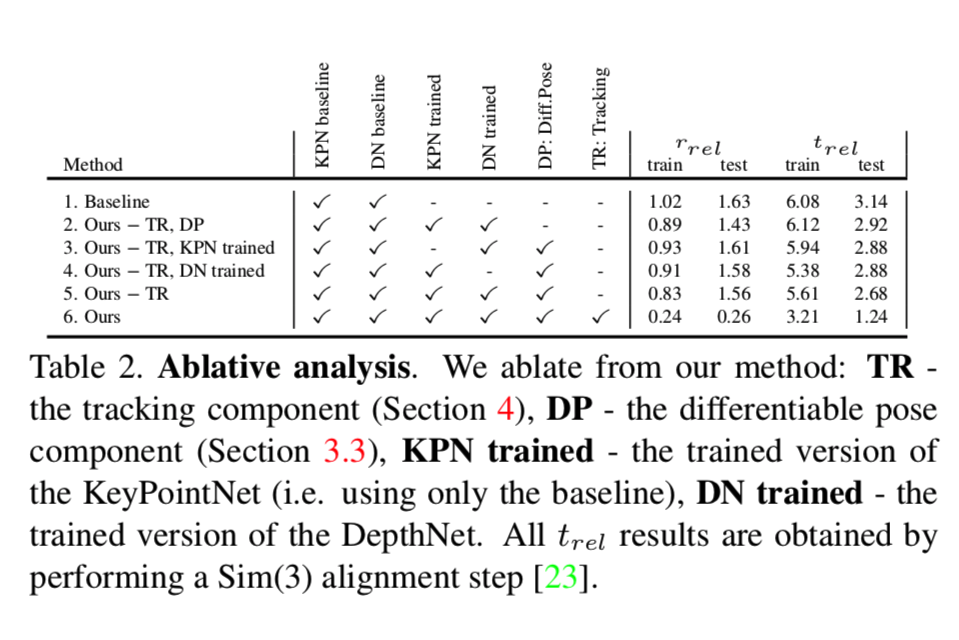 KPN baseline DN baseline KPN trained DN trained DP: Diff.Pose TR: Tracking
r_rel t_rel
Method train test train test
1. Baseline ✓ ✓ - - - - 1.02 1.63 6.08 3.14
2. Ours − TR, DP ✓ ✓ ✓ ✓ - - 0.89 1.43 6.12 2.92
3. Ours − TR, KPN trained ✓ ✓ - ✓ ✓ - 0.93 1.61 5.94 2.88
4. Ours − TR, DN trained ✓ ✓ ✓ - ✓ - 0.91 1.58 5.38 2.88
5. Ours − TR ✓ ✓ ✓ ✓ ✓ - 0.83 1.56 5.61 2.68
6. Ours ✓ ✓ ✓ ✓ ✓ ✓ 0.24 0.26 3.21 1.24
Table 2. Ablative analysis. We ablate from our method: TR -
the tracking component (Section 4), DP - the differentiable pose
component (Section 3.3), KPN trained - the trained version of
the KeyPointNet (i.e. using only the baseline), DN trained - the
trained version of the DepthNet. All t_rel results are obtained by
performing a Sim(3) alignment step [23].